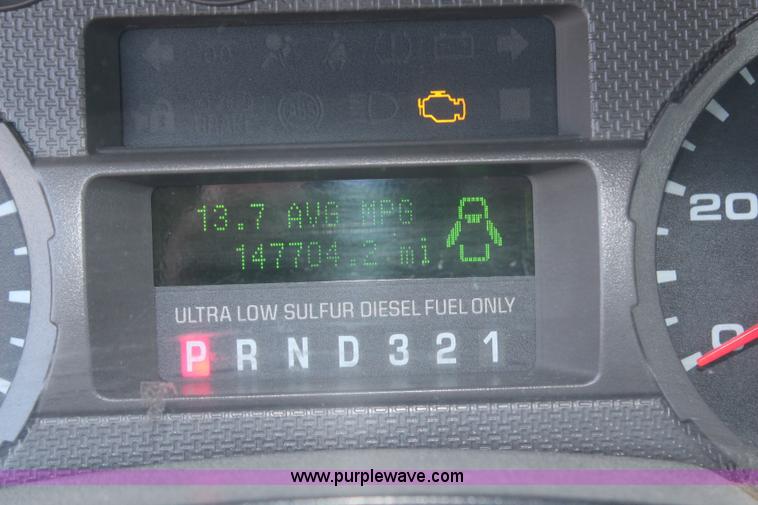 13.7 AVG MPG
147704.2 mi
ULTRA LOW SULFUR DIESEL FUEL ONLY
P R N D 3 2 1
20
0
www.purplewave.com